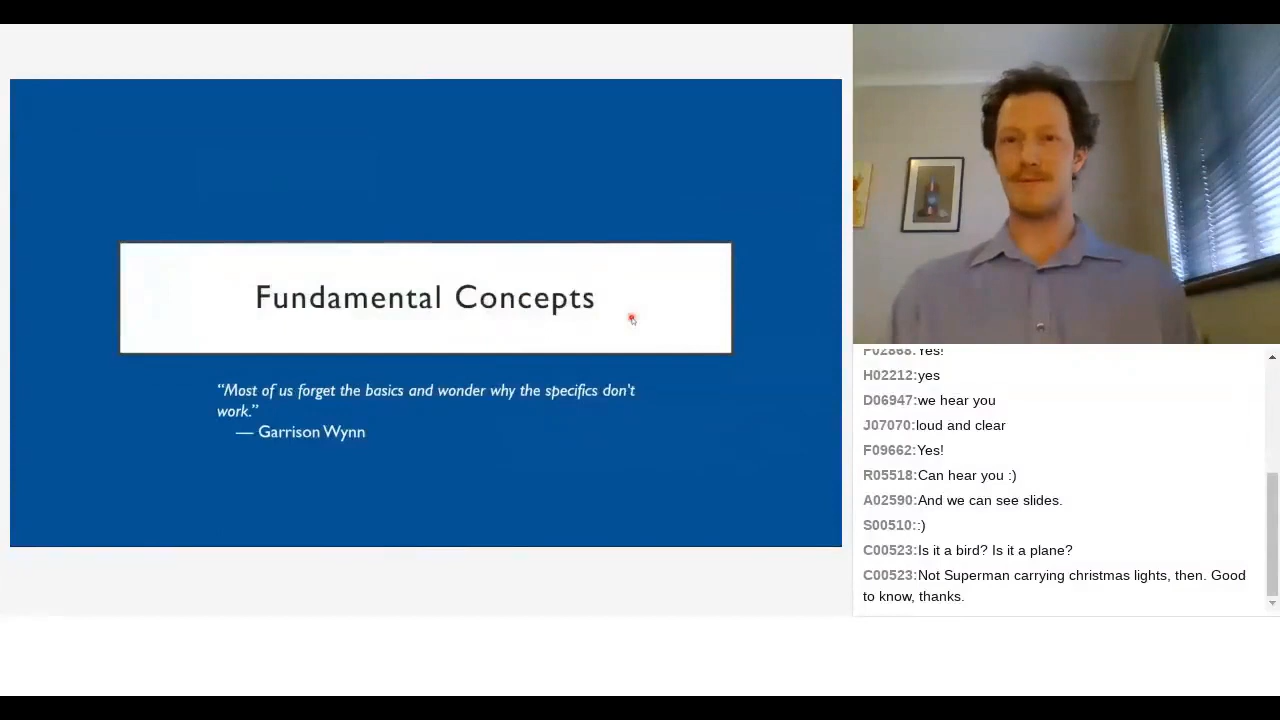 Fundamental Concepts
“Most of us forget the basics and wonder why the specifics don't
work.”
— Garrison Wynn
F02868:Yes!
H02212:yes
D06947:we hear you
J07070:loud and clear
F09662:Yes!
R05518:Can hear you :)
A02590:And we can see slides.
S00510::)
C00523:Is it a bird? Is it a plane?
C00523:Not Superman carrying christmas lights, then. Good
to know, thanks.